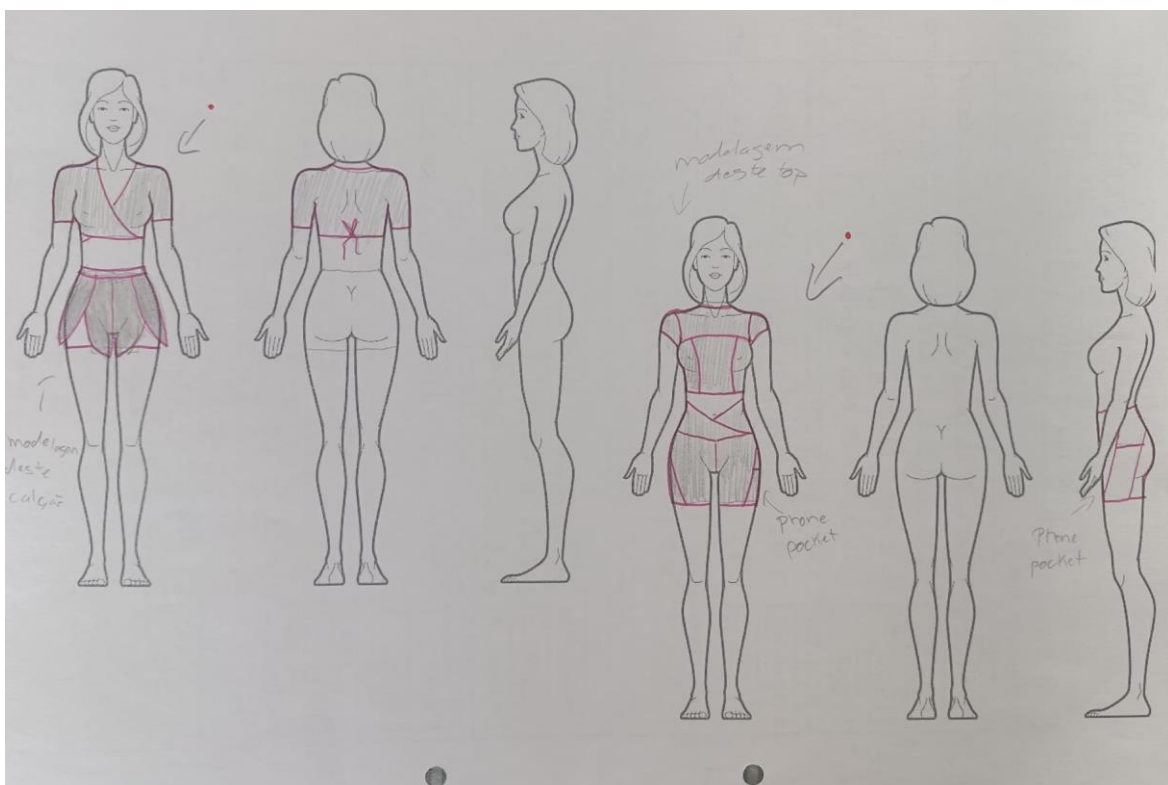 modelagem
deste
calção
modelagem
deste top
phone
pocket
Phone
pocket